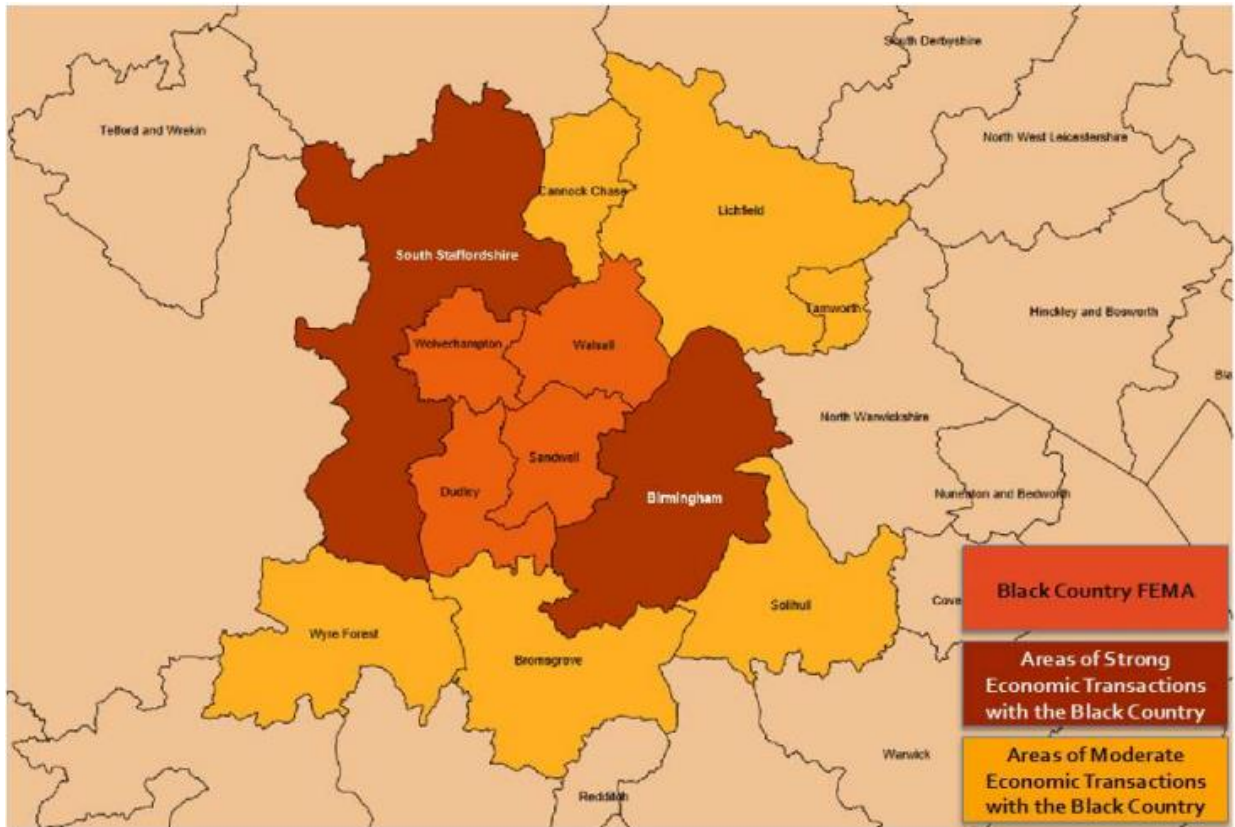 South Derbyshire
Telford and Wrekin
North West Leicestershire
Cannock Chase
Lichfield
South Staffordshire
Tamworth
Hinckley and Bosworth
Wolverhampton
Walsall
Bla
North Warwickshire
Sandwell
Dudley
Birmingham
Nuneaton and Bedworth
Black Country FEMA
Cove
Solihull
Wyre Forest
Bromsgrove
Areas of Strong
Economic Transactions
with the Black Country
Warwick
Areas of Moderate
Economic Transactions
with the Black Country
Redditch